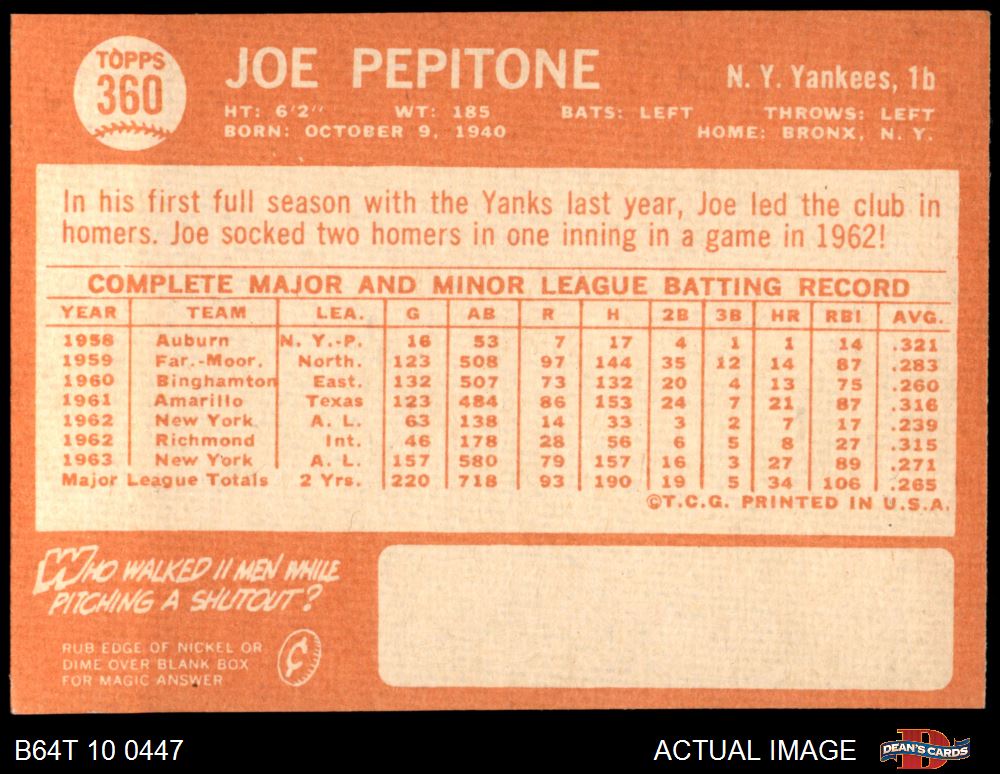 TOPPS
360
JOE PEPITONE
N. Y. Yankees, 1b
HT: 6'2" WT: 185 BATS: LEFT THROWS: LEFT
BORN: OCTOBER 9, 1940 HOME: BRONX, N. Y.
In his first full season with the Yanks last year, Joe led the club in
homers. Joe socked two homers in one inning in a game in 1962!
COMPLETE MAJOR AND MINOR LEAGUE BATTING RECORD
YEAR TEAM LEA. G AB R H 2B 3B HR RBI AVG.
1958 Auburn N. Y.-P. 16 53 7 17 4 1 1 14 .321
1959 Far.-Moor. North. 123 508 97 144 35 12 14 87 .283
1960 Binghamton East. 132 507 73 132 20 4 13 75 .260
1961 Amarillo Texas 123 484 86 153 24 7 21 87 .316
1962 New York A. L. 63 138 14 33 3 2 7 17 .239
1962 Richmond Int. 46 178 28 56 6 5 8 27 .315
1963 New York A. L. 157 580 79 157 16 3 27 89 .271
Major League Totals 2 Yrs. 220 718 93 190 19 5 34 106 .265
©T.C.G. PRINTED IN U.S.A.
WHO WALKED 11 MEN WHILE
PITCHING A SHUTOUT?
RUB EDGE OF NICKEL OR
DIME OVER BLANK BOX
FOR MAGIC ANSWER
¢
B64T 10 0447 ACTUAL IMAGE
D
DEAN'S CARDS